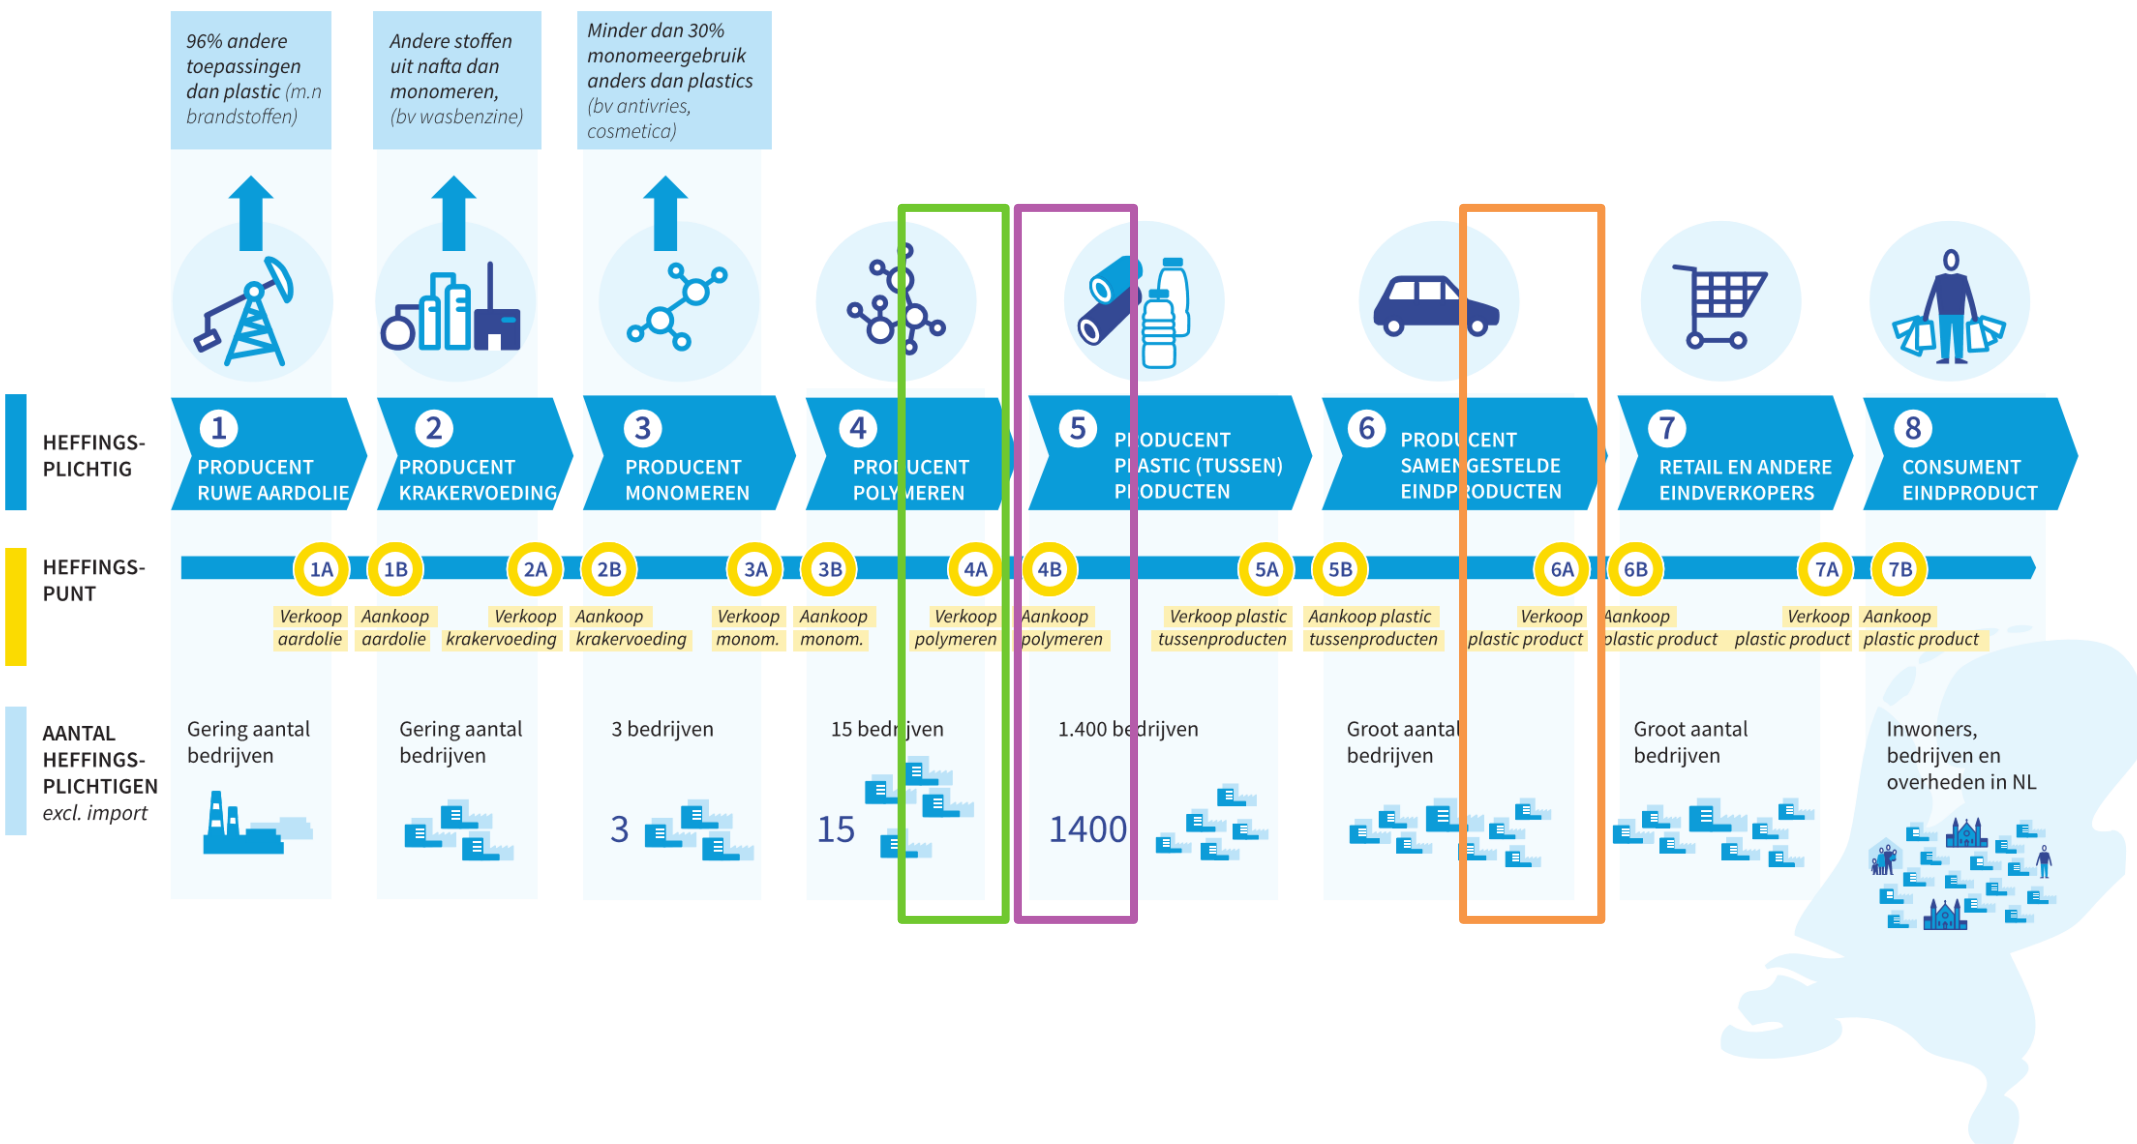 96% andere
toepassingen
dan plastic (m.n
brandstoffen)
Andere stoffen
uit nafta dan
monomeren,
(bv wasbenzine)
Minder dan 30%
monomeergebruik
anders dan plastics
(bv antivries,
cosmetica)
HEFFINGS-
PLICHTIG
1
PRODUCENT
RUWE AARDOLIE
2
PRODUCENT
KRAKERVOEDING
3
PRODUCENT
MONOMEREN
4
PRODUCENT
POLYMEREN
5
PRODUCENT
PLASTIC (TUSSEN)
PRODUCTEN
6
PRODUCENT
SAMENGESTELDE
EINDPRODUCTEN
7
RETAIL EN ANDERE
EINDVERKOPERS
8
CONSUMENT
EINDPRODUCT
HEFFINGS-
PUNT
1A
Verkoop
aardolie
1B
Aankoop
aardolie
2A
Verkoop
krakervoeding
2B
Aankoop
krakervoeding
3A
Verkoop
monom.
3B
Aankoop
monom.
4A
Verkoop
polymeren
4B
Aankoop
polymeren
5A
Verkoop plastic
tussenproducten
5B
Aankoop plastic
tussenproducten
6A
Verkoop
plastic product
6B
Aankoop
plastic product
7A
Verkoop
plastic product
7B
Aankoop
plastic product
AANTAL
HEFFINGS-
PLICHTIGEN
excl. import
Gering aantal
bedrijven
Gering aantal
bedrijven
3 bedrijven
3
15 bedrijven
15
1.400 bedrijven
1400
Groot aantal
bedrijven
Groot aantal
bedrijven
Inwoners,
bedrijven en
overheden in NL